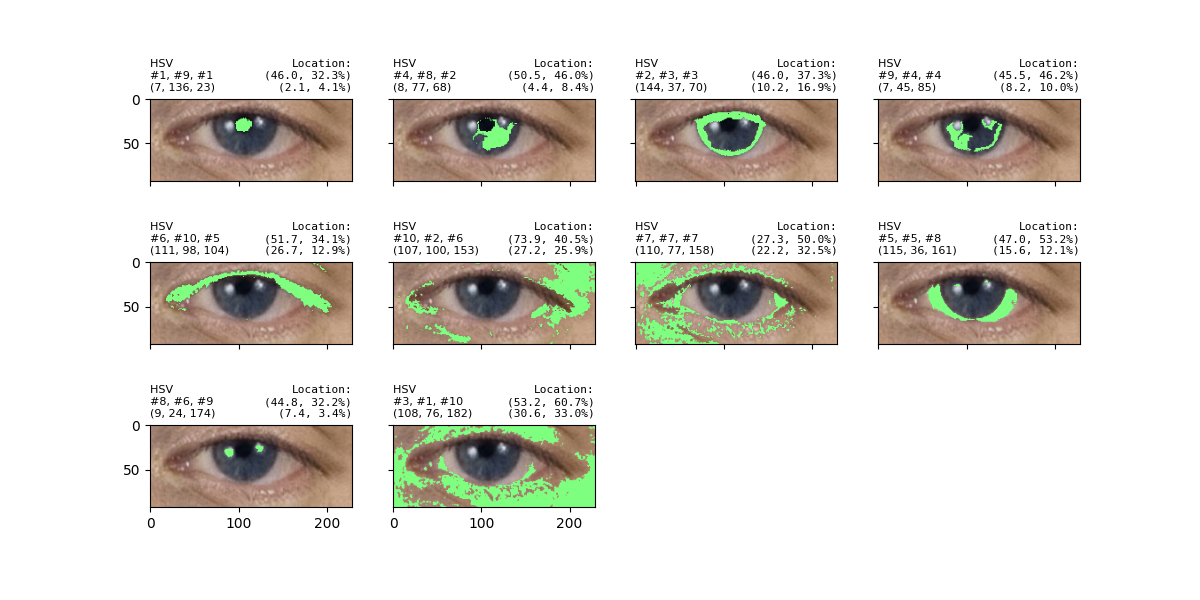 HSV Location:
#1, #9, #1 (46.0, 32.3%)
(7, 136, 23) (2.1, 4.1%)
HSV Location:
#4, #8, #2 (50.5, 46.0%)
(8, 77, 68) (4.4, 8.4%)
HSV Location:
#2, #3, #3 (46.0, 37.3%)
(144, 37, 70) (10.2, 16.9%)
HSV Location:
#9, #4, #4 (45.5, 46.2%)
(7, 45, 85) (8.2, 10.0%)
0
50
HSV Location:
#6, #10, #5 (51.7, 34.1%)
(111, 98, 104) (26.7, 12.9%)
HSV Location:
#10, #2, #6 (73.9, 40.5%)
(107, 100, 153) (27.2, 25.9%)
HSV Location:
#7, #7, #7 (27.3, 50.0%)
(110, 77, 158) (22.2, 32.5%)
HSV Location:
#5, #5, #8 (47.0, 53.2%)
(115, 36, 161) (15.6, 12.1%)
0
50
HSV Location:
#8, #6, #9 (44.8, 32.2%)
(9, 24, 174) (7.4, 3.4%)
HSV Location:
#3, #1, #10 (53.2, 60.7%)
(108, 76, 182) (30.6, 33.0%)
0
50
0 100 200
0 100 200